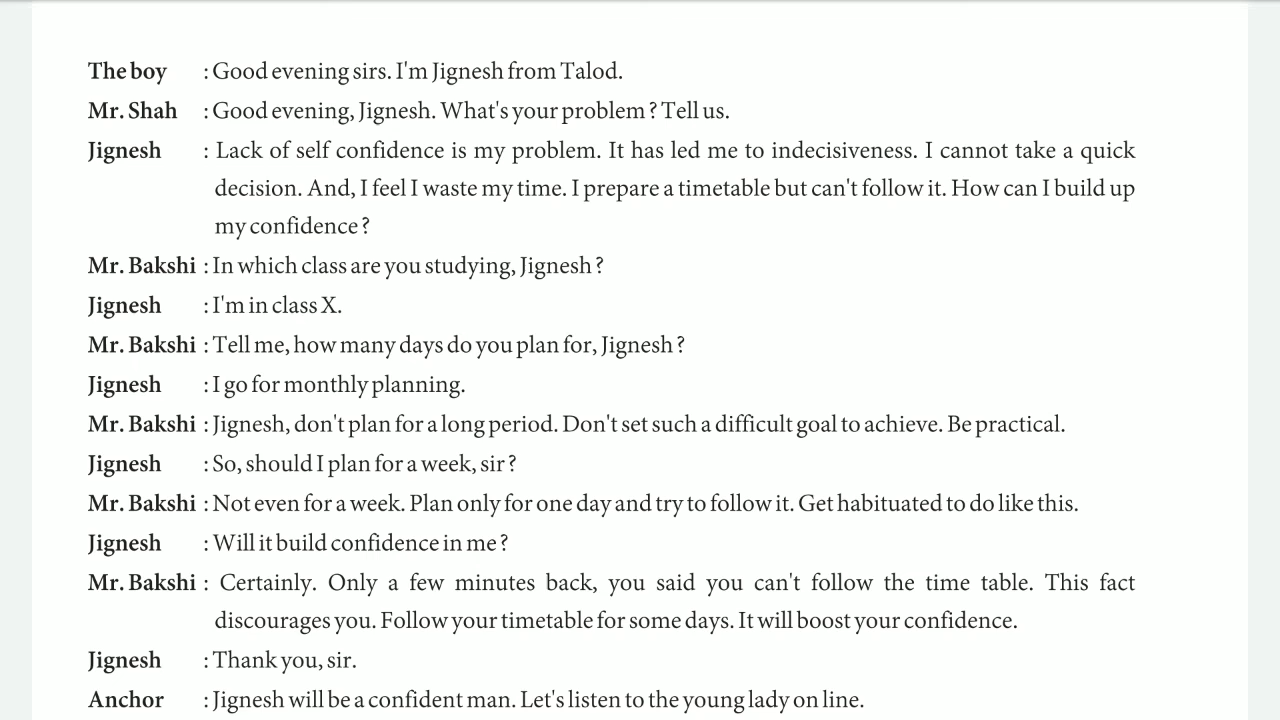 The boy : Good evening sirs. I'm Jignesh from Talod.
Mr. Shah : Good evening, Jignesh. What's your problem ? Tell us.
Jignesh : Lack of self confidence is my problem. It has led me to indecisiveness. I cannot take a quick
decision. And, I feel I waste my time. I prepare a timetable but can't follow it. How can I build up
my confidence ?
Mr. Bakshi : In which class are you studying, Jignesh ?
Jignesh : I'm in class X.
Mr. Bakshi : Tell me, how many days do you plan for, Jignesh ?
Jignesh : I go for monthly planning.
Mr. Bakshi : Jignesh, don't plan for a long period. Don't set such a difficult goal to achieve. Be practical.
Jignesh : So, should I plan for a week, sir ?
Mr. Bakshi : Not even for a week. Plan only for one day and try to follow it. Get habituated to do like this.
Jignesh : Will it build confidence in me ?
Mr. Bakshi : Certainly. Only a few minutes back, you said you can't follow the time table. This fact
discourages you. Follow your timetable for some days. It will boost your confidence.
Jignesh : Thank you, sir.
Anchor : Jignesh will be a confident man. Let's listen to the young lady on line.